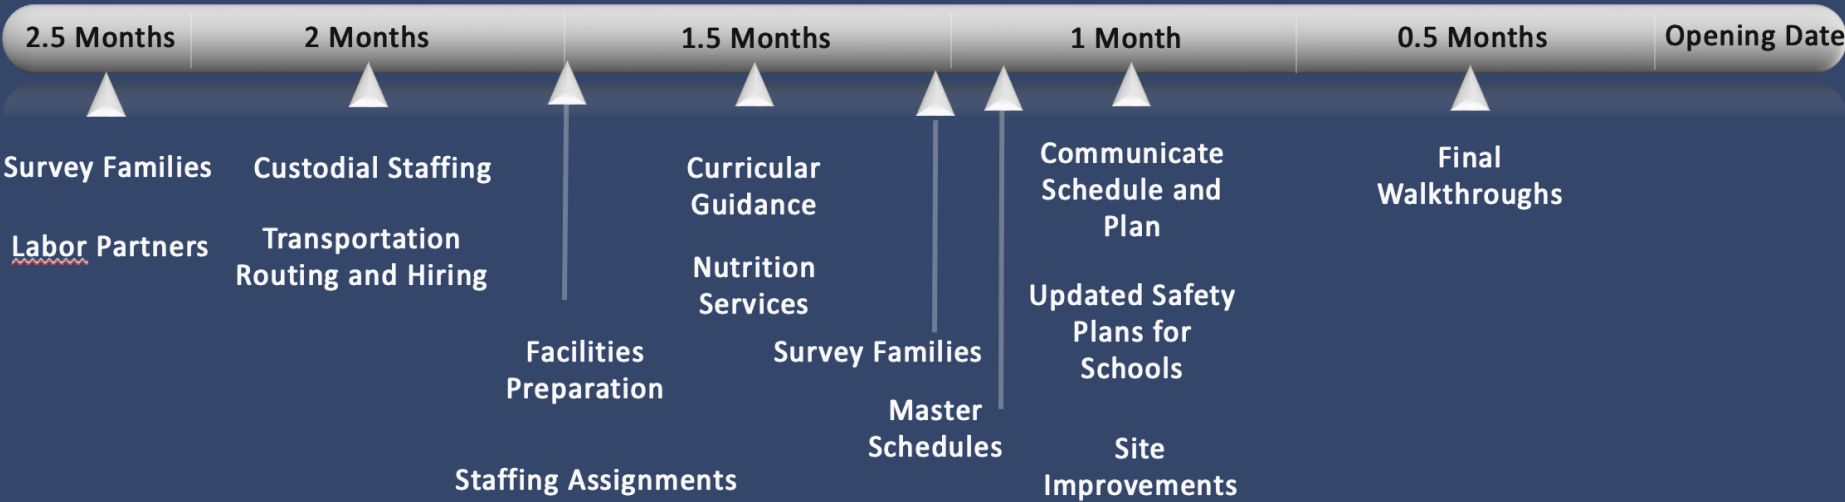 2.5 Months
2 Months
1.5 Months
1 Month
0.5 Months
Opening Date
Survey Families
Labor Partners
Custodial Staffing
Transportation
Routing and Hiring
Facilities
Preparation
Staffing Assignments
Curricular
Guidance
Nutrition
Services
Survey Families
Master
Schedules
Communicate
Schedule and
Plan
Updated Safety
Plans for
Schools
Site
Improvements
Final
Walkthroughs